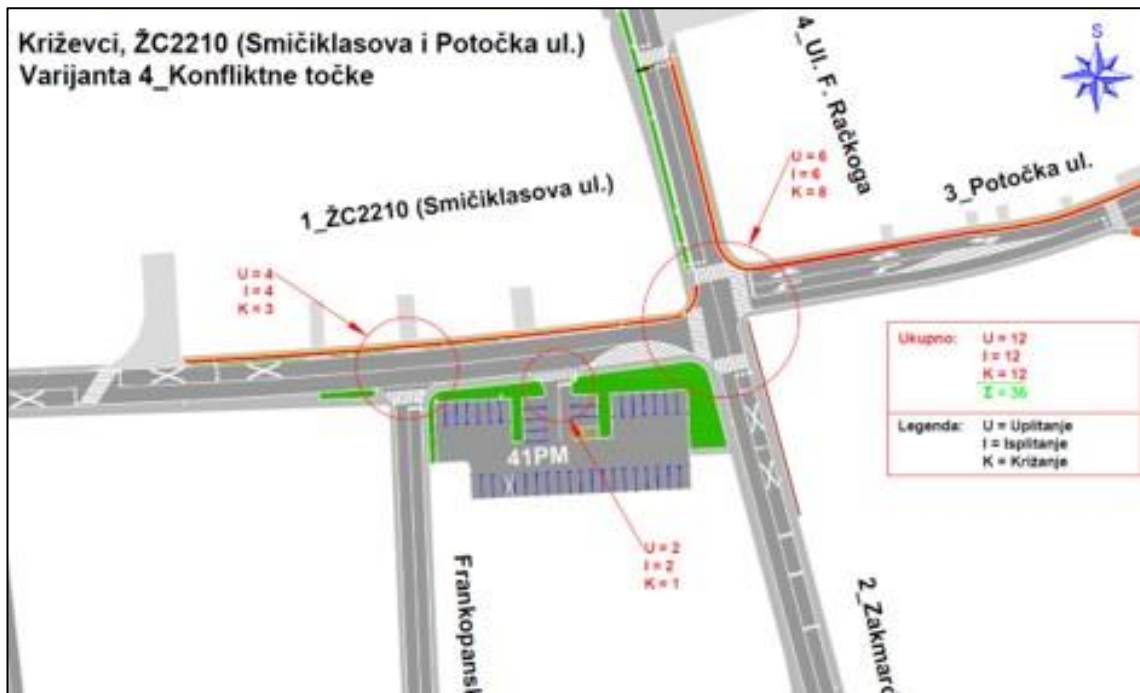 Križevci, ŽC2210 (Smičiklasova i Potočka ul.)
Varijanta 4_Konfliktne točke
S
4_Ul. F. Račkoga
U = 6
I = 6
K = 8
3_Potočka ul.
1_ŽC2210 (Smičiklasova ul.)
U = 4
I = 4
K = 3
Ukupno: U = 12
I = 12
K = 12
Σ = 36
Legenda: U = Uplitanje
I = Isplitanje
K = Križanje
41PM
U = 2
I = 2
K = 1
Frankopansk
2_Zakmard